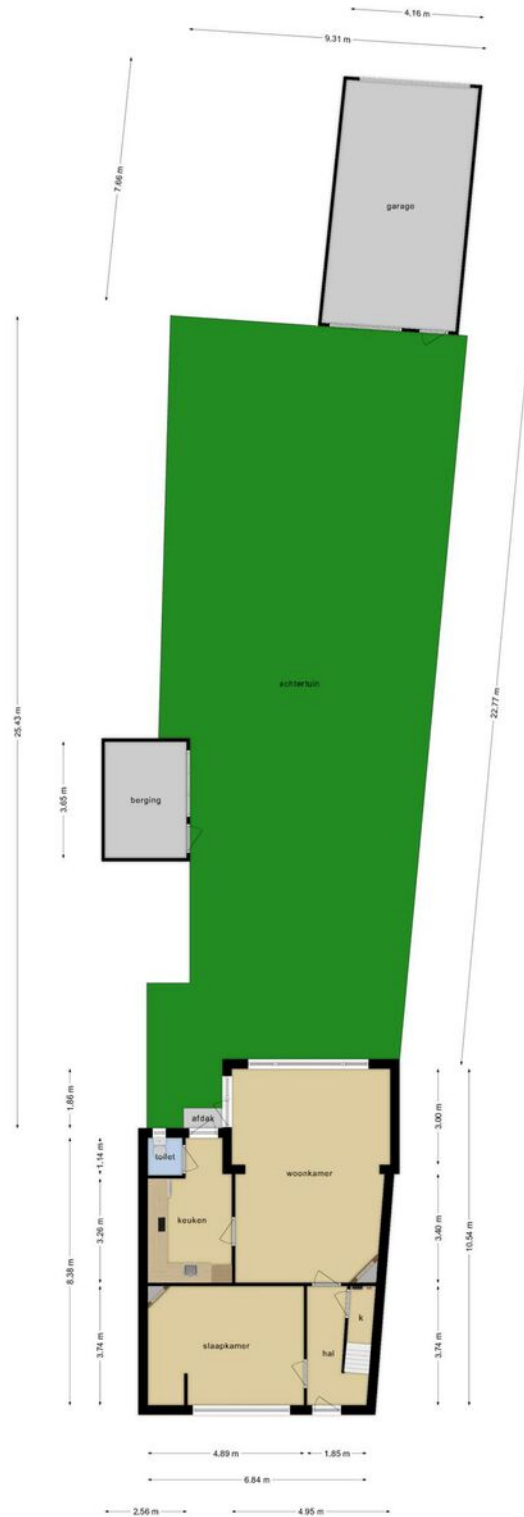 4.16 m
9.31 m
7.66 m
garage
25.43 m
22.77 m
achtertuin
3.65 m
berging
1.86 m
3.00 m
afdak
1.14 m
toilet
woonkamer
keuken
3.26 m
3.40 m
8.38 m
10.54 m
3.74 m
slaapkamer
hal
k
3.74 m
4.89 m
1.85 m
6.84 m
2.56 m
4.95 m